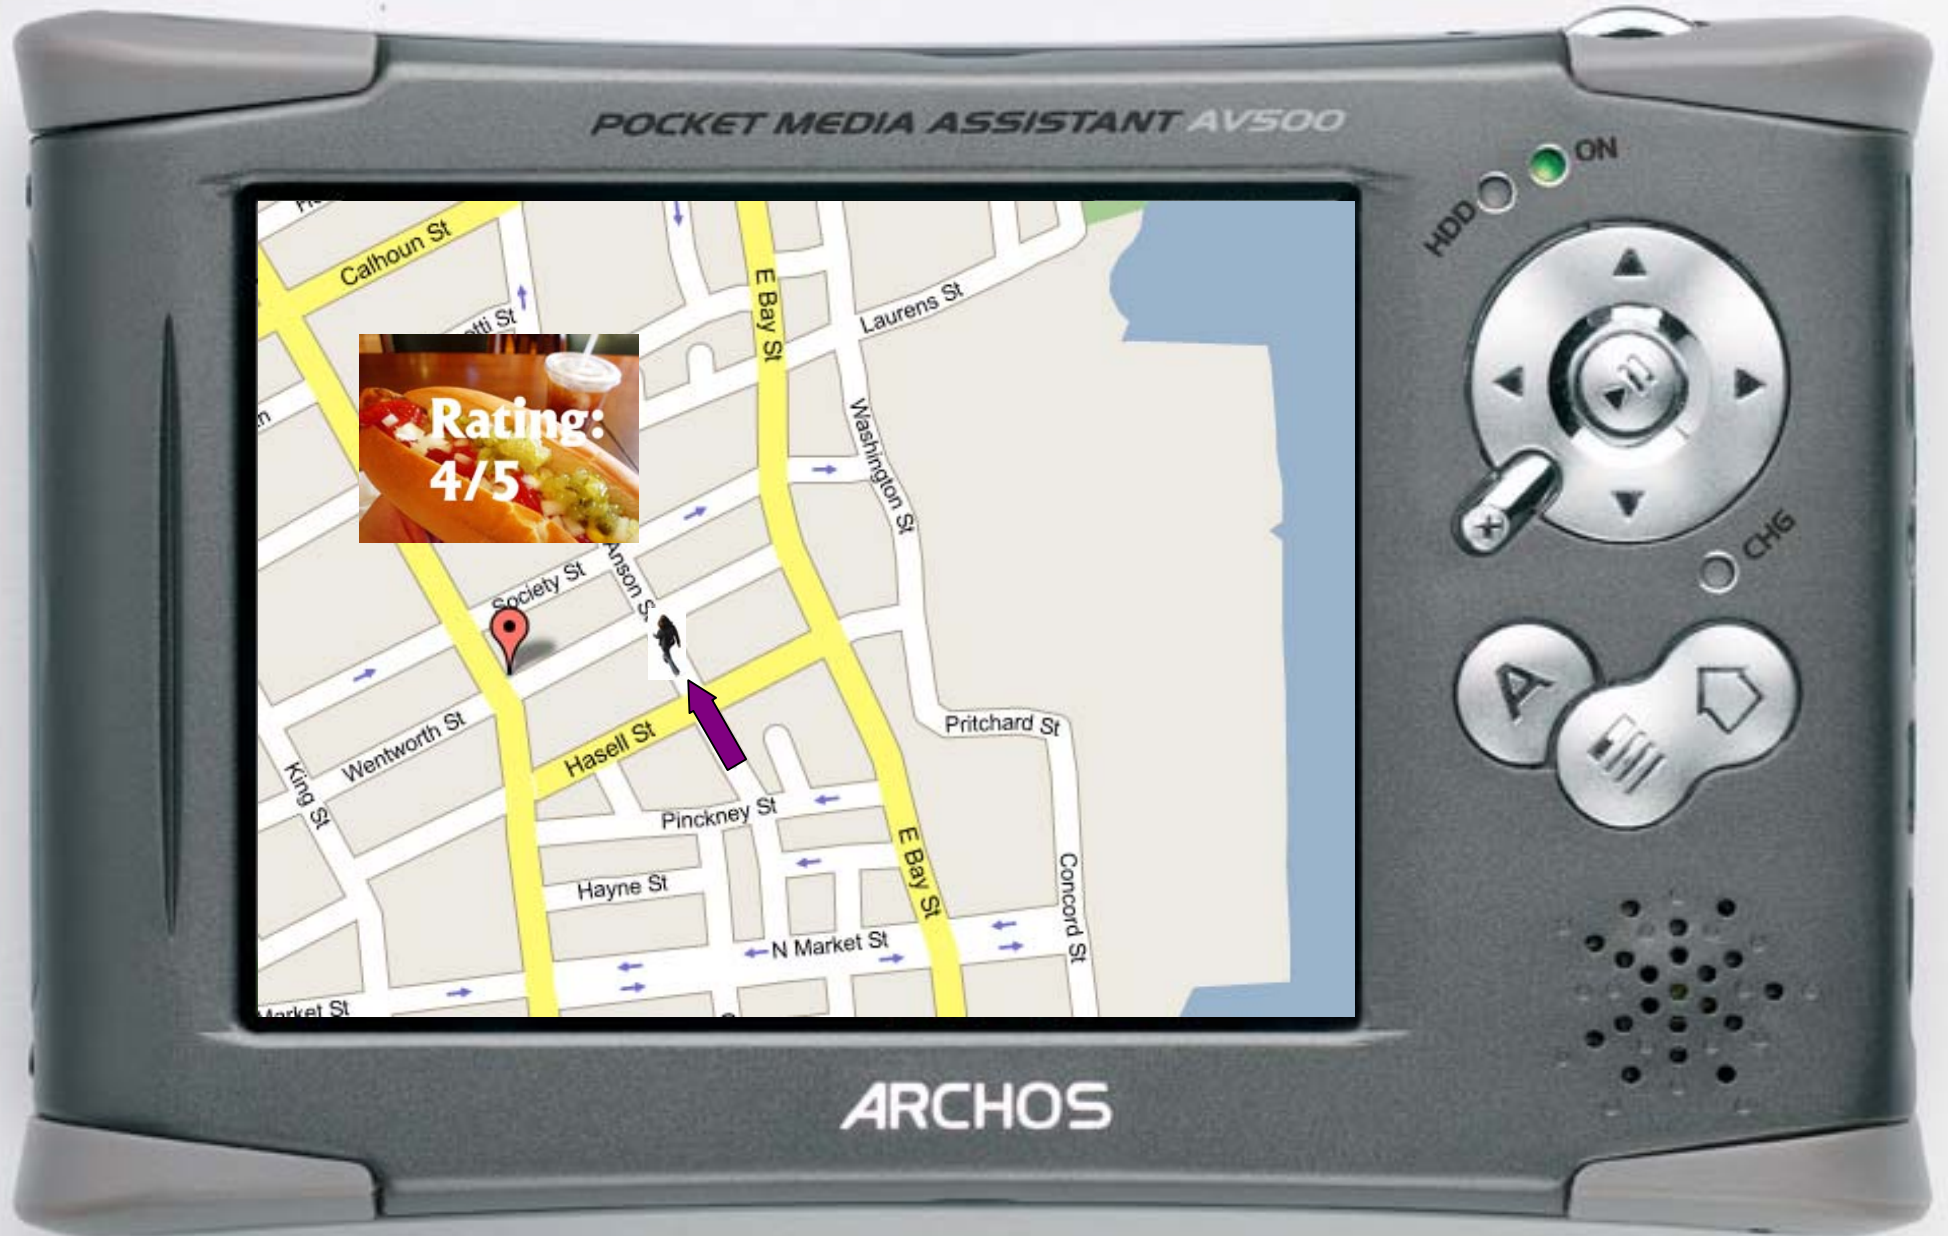 POCKET MEDIA ASSISTANT AV500
ON
HDD
Calhoun St
E Bay St
Laurens St
Rating:
4/5
Washington St
Anson S
Society St
CHG
A
Wentworth St
Hasell St
Pritchard St
King St
Pinckney St
E Bay St
Hayne St
Concord St
N Market St
Market St
ARCHOS